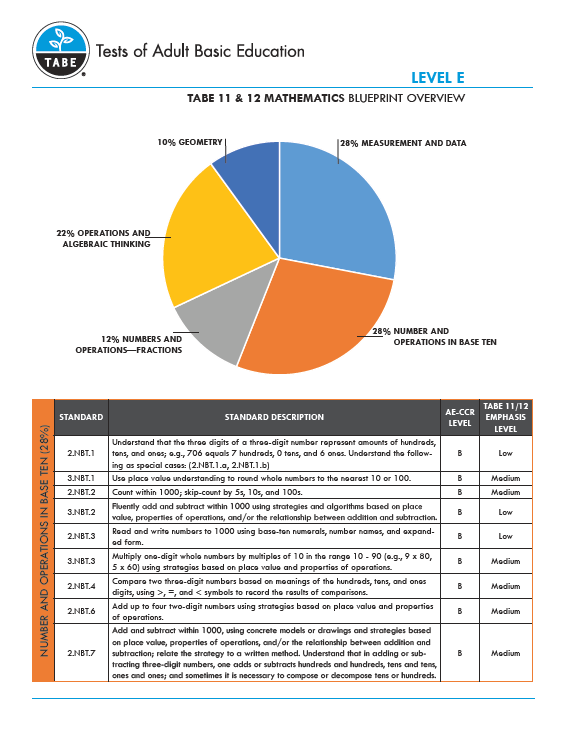 TABE
Tests of Adult Basic Education
LEVEL E
TABE 11 & 12 MATHEMATICS BLUEPRINT OVERVIEW
10% GEOMETRY
28% MEASUREMENT AND DATA
22% OPERATIONS AND
ALGEBRAIC THINKING
28% NUMBER AND
OPERATIONS IN BASE TEN
12% NUMBERS AND
OPERATIONS—FRACTIONS
NUMBER AND OPERATIONS IN BASE TEN (28%)
STANDARD
STANDARD DESCRIPTION
AE-CCR
LEVEL
TABE 11/12
EMPHASIS
LEVEL
2.NBT.1
Understand that the three digits of a three-digit number represent amounts of hundreds,
tens, and ones; e.g., 706 equals 7 hundreds, 0 tens, and 6 ones. Understand the follow-
ing as special cases: (2.NBT.1.a, 2.NBT.1.b)
B
Low
3.NBT.1
Use place value understanding to round whole numbers to the nearest 10 or 100.
B
Medium
2.NBT.2
Count within 1000; skip-count by 5s, 10s, and 100s.
B
Medium
3.NBT.2
Fluently add and subtract within 1000 using strategies and algorithms based on place
value, properties of operations, and/or the relationship between addition and subtraction.
B
Low
2.NBT.3
Read and write numbers to 1000 using base-ten numerals, number names, and expand-
ed form.
B
Low
3.NBT.3
Multiply one-digit whole numbers by multiples of 10 in the range 10 - 90 (e.g., 9 x 80,
5 x 60) using strategies based on place value and properties of operations.
B
Medium
2.NBT.4
Compare two three-digit numbers based on meanings of the hundreds, tens, and ones
digits, using >, =, and < symbols to record the results of comparisons.
B
Medium
2.NBT.6
Add up to four two-digit numbers using strategies based on place value and properties
of operations.
B
Medium
2.NBT.7
Add and subtract within 1000, using concrete models or drawings and strategies based
on place value, properties of operations, and/or the relationship between addition and
subtraction; relate the strategy to a written method. Understand that in adding or sub-
tracting three-digit numbers, one adds or subtracts hundreds and hundreds, tens and tens,
ones and ones; and sometimes it is necessary to compose or decompose tens or hundreds.
B
Medium